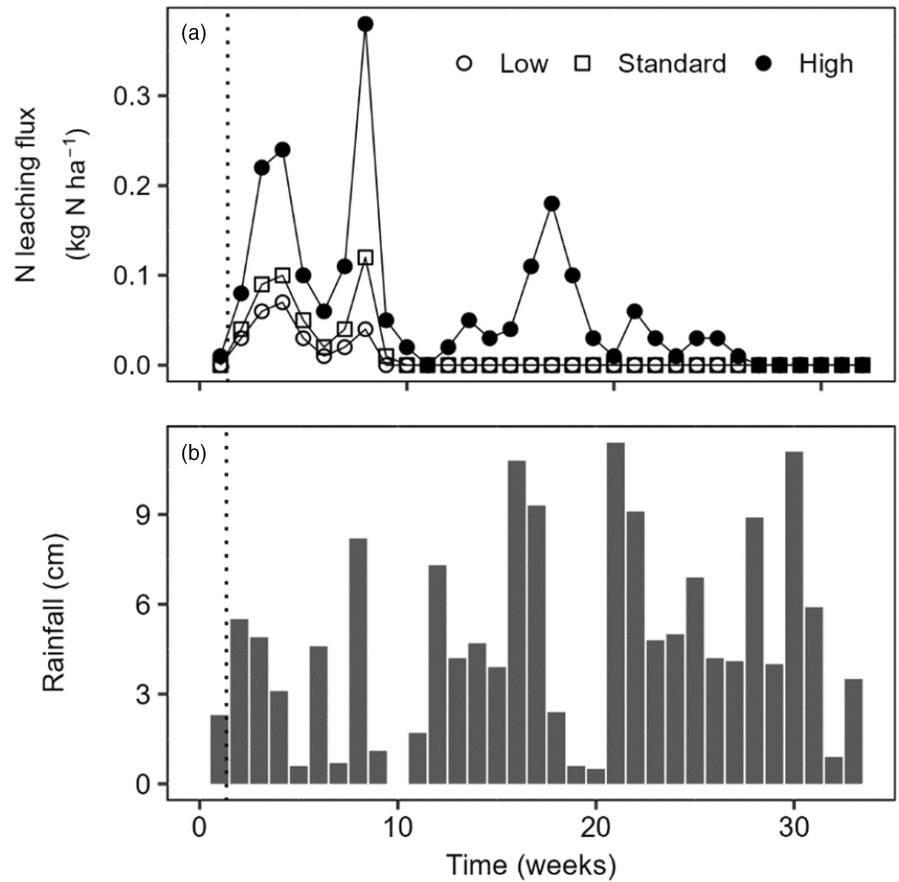 (a)
Low Standard High
N leaching flux
(kg N ha⁻¹)
0.3
0.2
0.1
0.0
(b)
Rainfall (cm)
9
6
3
0
0 10 20 30
Time (weeks)